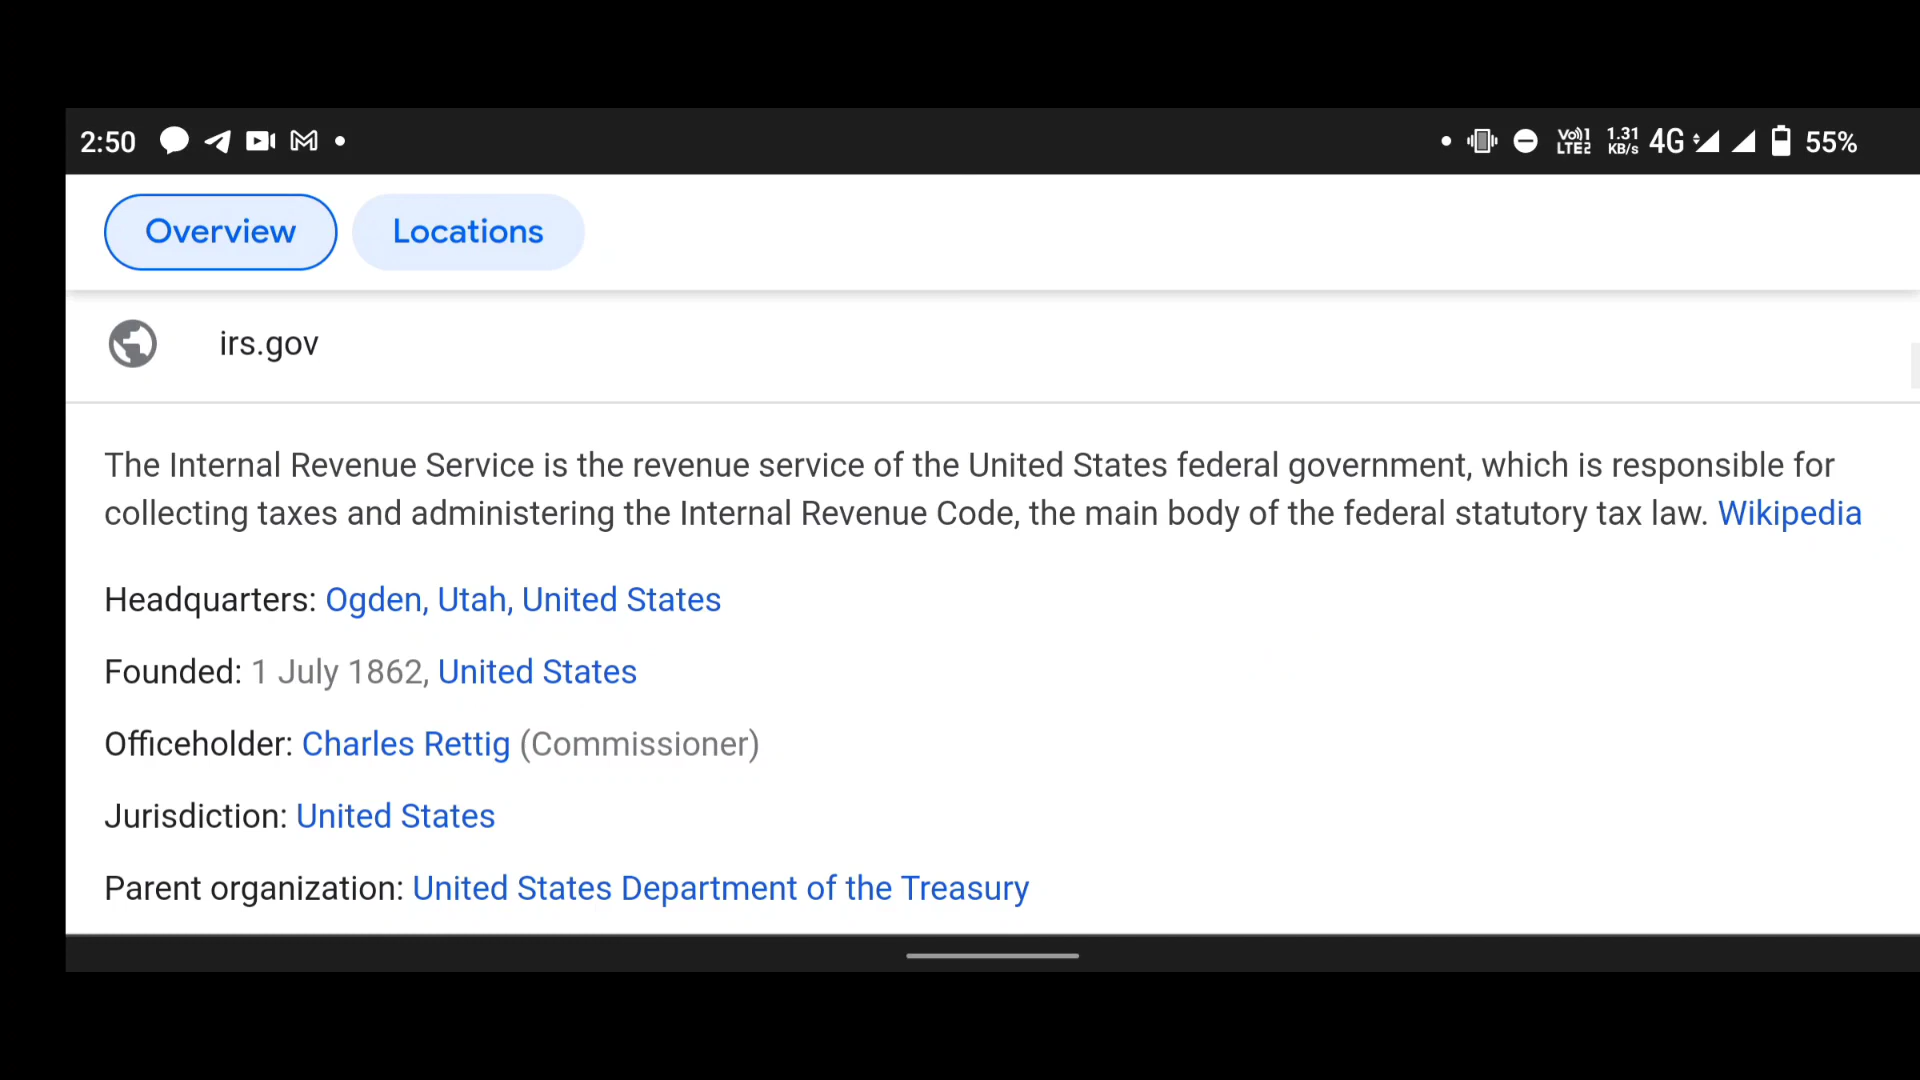 2:50 Vo)) 1 LTE2 1.31 KB/s 4G 55%
Overview Locations
irs.gov
The Internal Revenue Service is the revenue service of the United States federal government, which is responsible for
collecting taxes and administering the Internal Revenue Code, the main body of the federal statutory tax law. Wikipedia
Headquarters: Ogden, Utah, United States
Founded: 1 July 1862, United States
Officeholder: Charles Rettig (Commissioner)
Jurisdiction: United States
Parent organization: United States Department of the Treasury